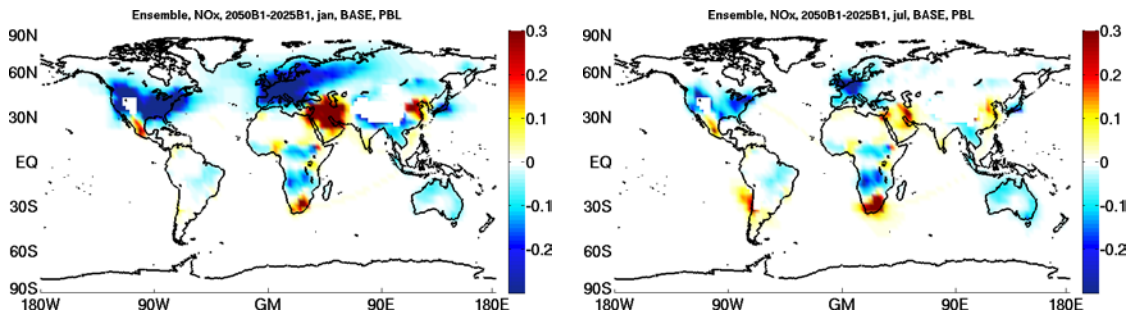 Ensemble, NOx, 2050B1-2025B1, jan, BASE, PBL
90N
60N
30N
EQ
30S
60S
90S
180W
90W
GM
90E
180E
0.3
0.2
0.1
0
-0.1
-0.2
Ensemble, NOx, 2050B1-2025B1, jul, BASE, PBL
90N
60N
30N
EQ
30S
60S
90S
180W
90W
GM
90E
180E
0.3
0.2
0.1
0
-0.1
-0.2